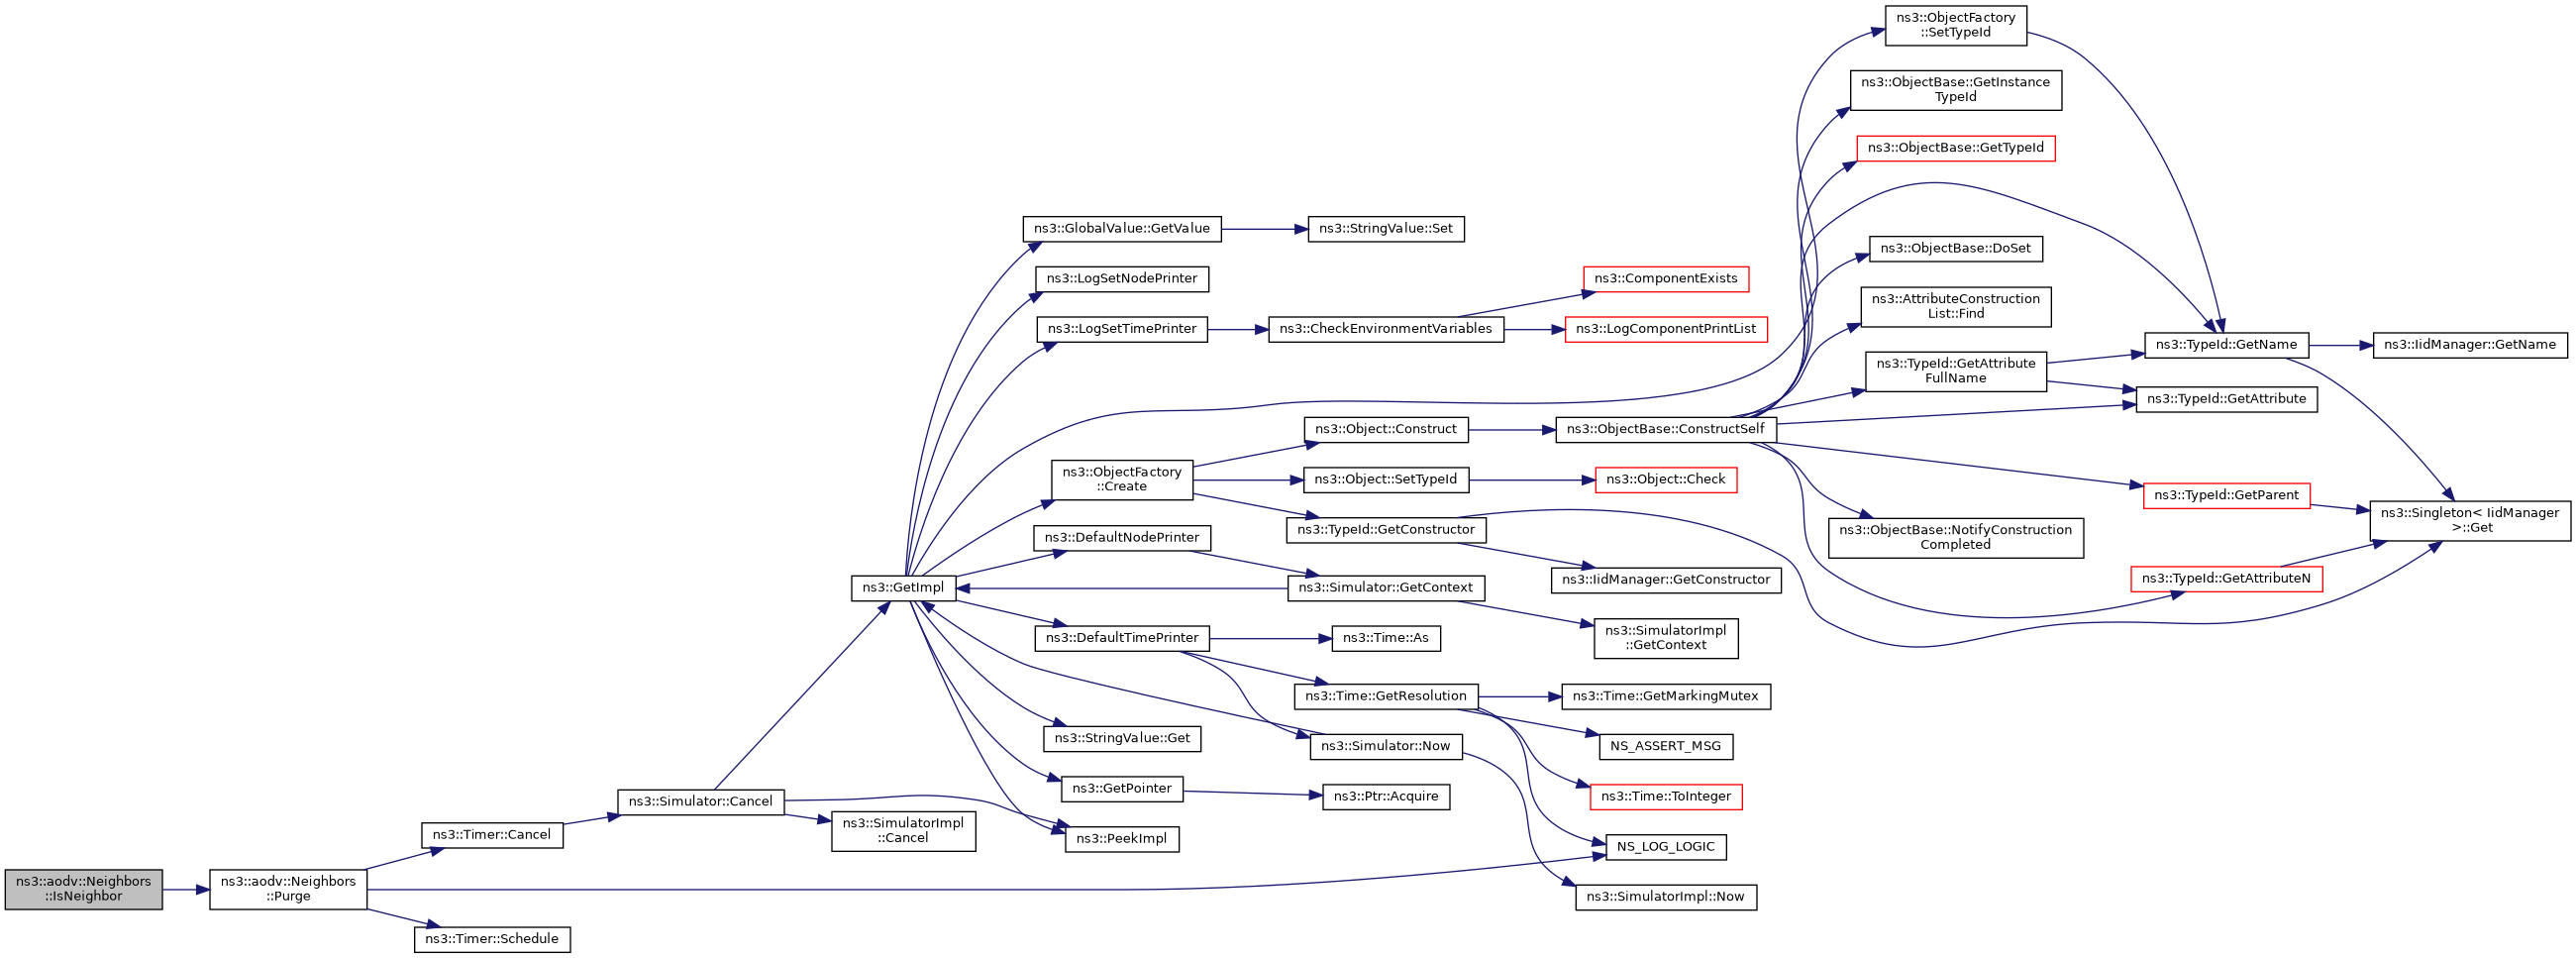 ns3::aodv::Neighbors
::IsNeighbor
ns3::aodv::Neighbors
::Purge
ns3::Timer::Cancel
ns3::Timer::Schedule
ns3::Simulator::Cancel
ns3::SimulatorImpl
::Cancel
ns3::GetImpl
ns3::GlobalValue::GetValue
ns3::LogSetNodePrinter
ns3::LogSetTimePrinter
ns3::ObjectFactory
::Create
ns3::DefaultNodePrinter
ns3::DefaultTimePrinter
ns3::StringValue::Get
ns3::GetPointer
ns3::PeekImpl
ns3::StringValue::Set
ns3::CheckEnvironmentVariables
ns3::Object::Construct
ns3::Object::SetTypeId
ns3::TypeId::GetConstructor
ns3::Simulator::GetContext
ns3::Time::As
ns3::Time::GetResolution
ns3::Simulator::Now
ns3::Ptr::Acquire
ns3::ComponentExists
ns3::LogComponentPrintList
ns3::ObjectBase::ConstructSelf
ns3::Object::Check
ns3::IidManager::GetConstructor
ns3::SimulatorImpl
::GetContext
ns3::Time::GetMarkingMutex
NS_ASSERT_MSG
ns3::Time::ToInteger
NS_LOG_LOGIC
ns3::SimulatorImpl::Now
ns3::ObjectFactory
::SetTypeId
ns3::ObjectBase::GetInstance
TypeId
ns3::ObjectBase::GetTypeId
ns3::ObjectBase::DoSet
ns3::AttributeConstruction
List::Find
ns3::TypeId::GetAttribute
FullName
ns3::ObjectBase::NotifyConstruction
Completed
ns3::TypeId::GetName
ns3::TypeId::GetAttribute
ns3::TypeId::GetParent
ns3::TypeId::GetAttributeN
ns3::IidManager::GetName
ns3::Singleton< IidManager
>::Get